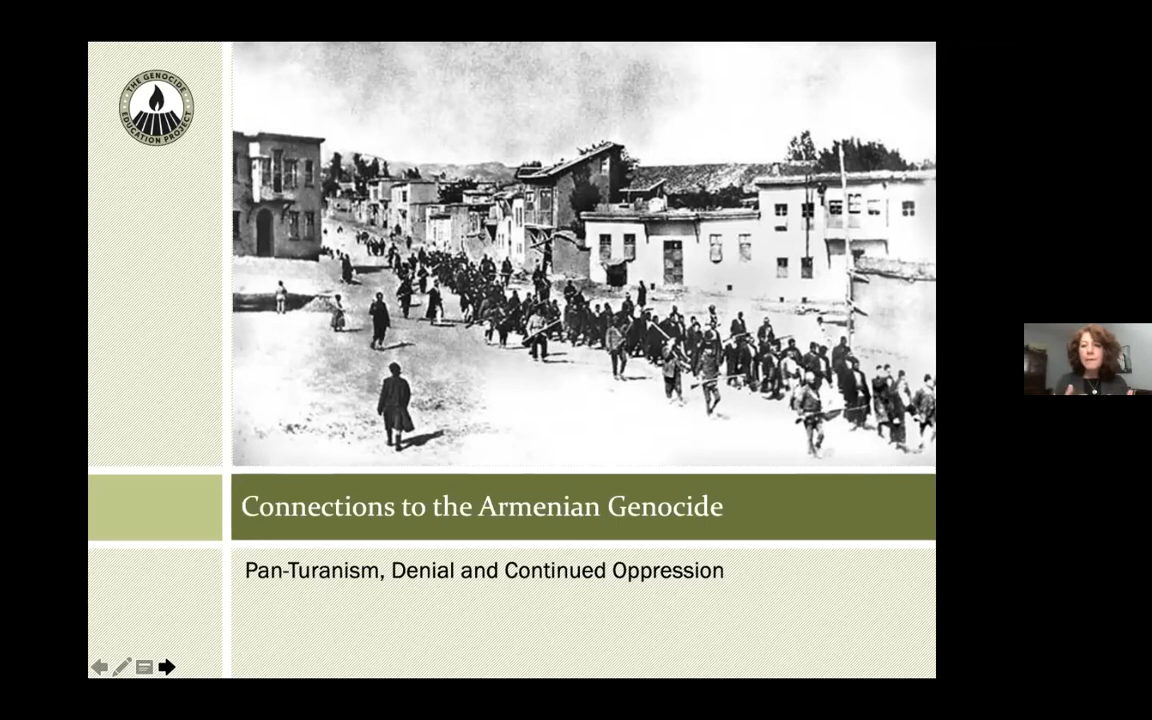 THE GENOCIDE
EDUCATION PROJECT
Connections to the Armenian Genocide
Pan-Turanism, Denial and Continued Oppression